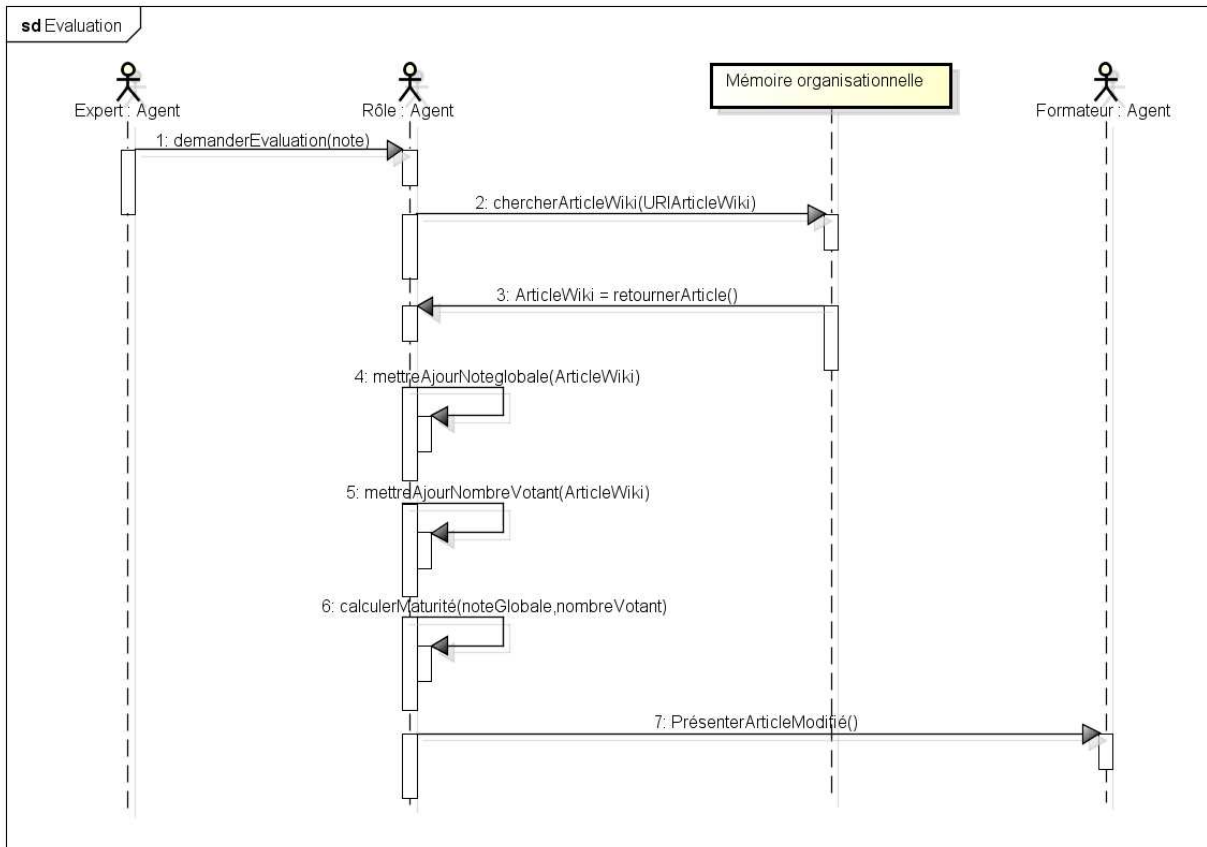 sd Evaluation
Expert : Agent
Rôle : Agent
Mémoire organisationnelle
Formateur : Agent
1: demanderEvaluation(note)
2: chercherArticleWiki(URIArticleWiki)
3: ArticleWiki = retournerArticle()
4: mettreAjourNoteglobale(ArticleWiki)
5: mettreAjourNombreVotant(ArticleWiki)
6: calculerMaturité(noteGlobale,nombreVotant)
7: PrésenterArticleModifié()